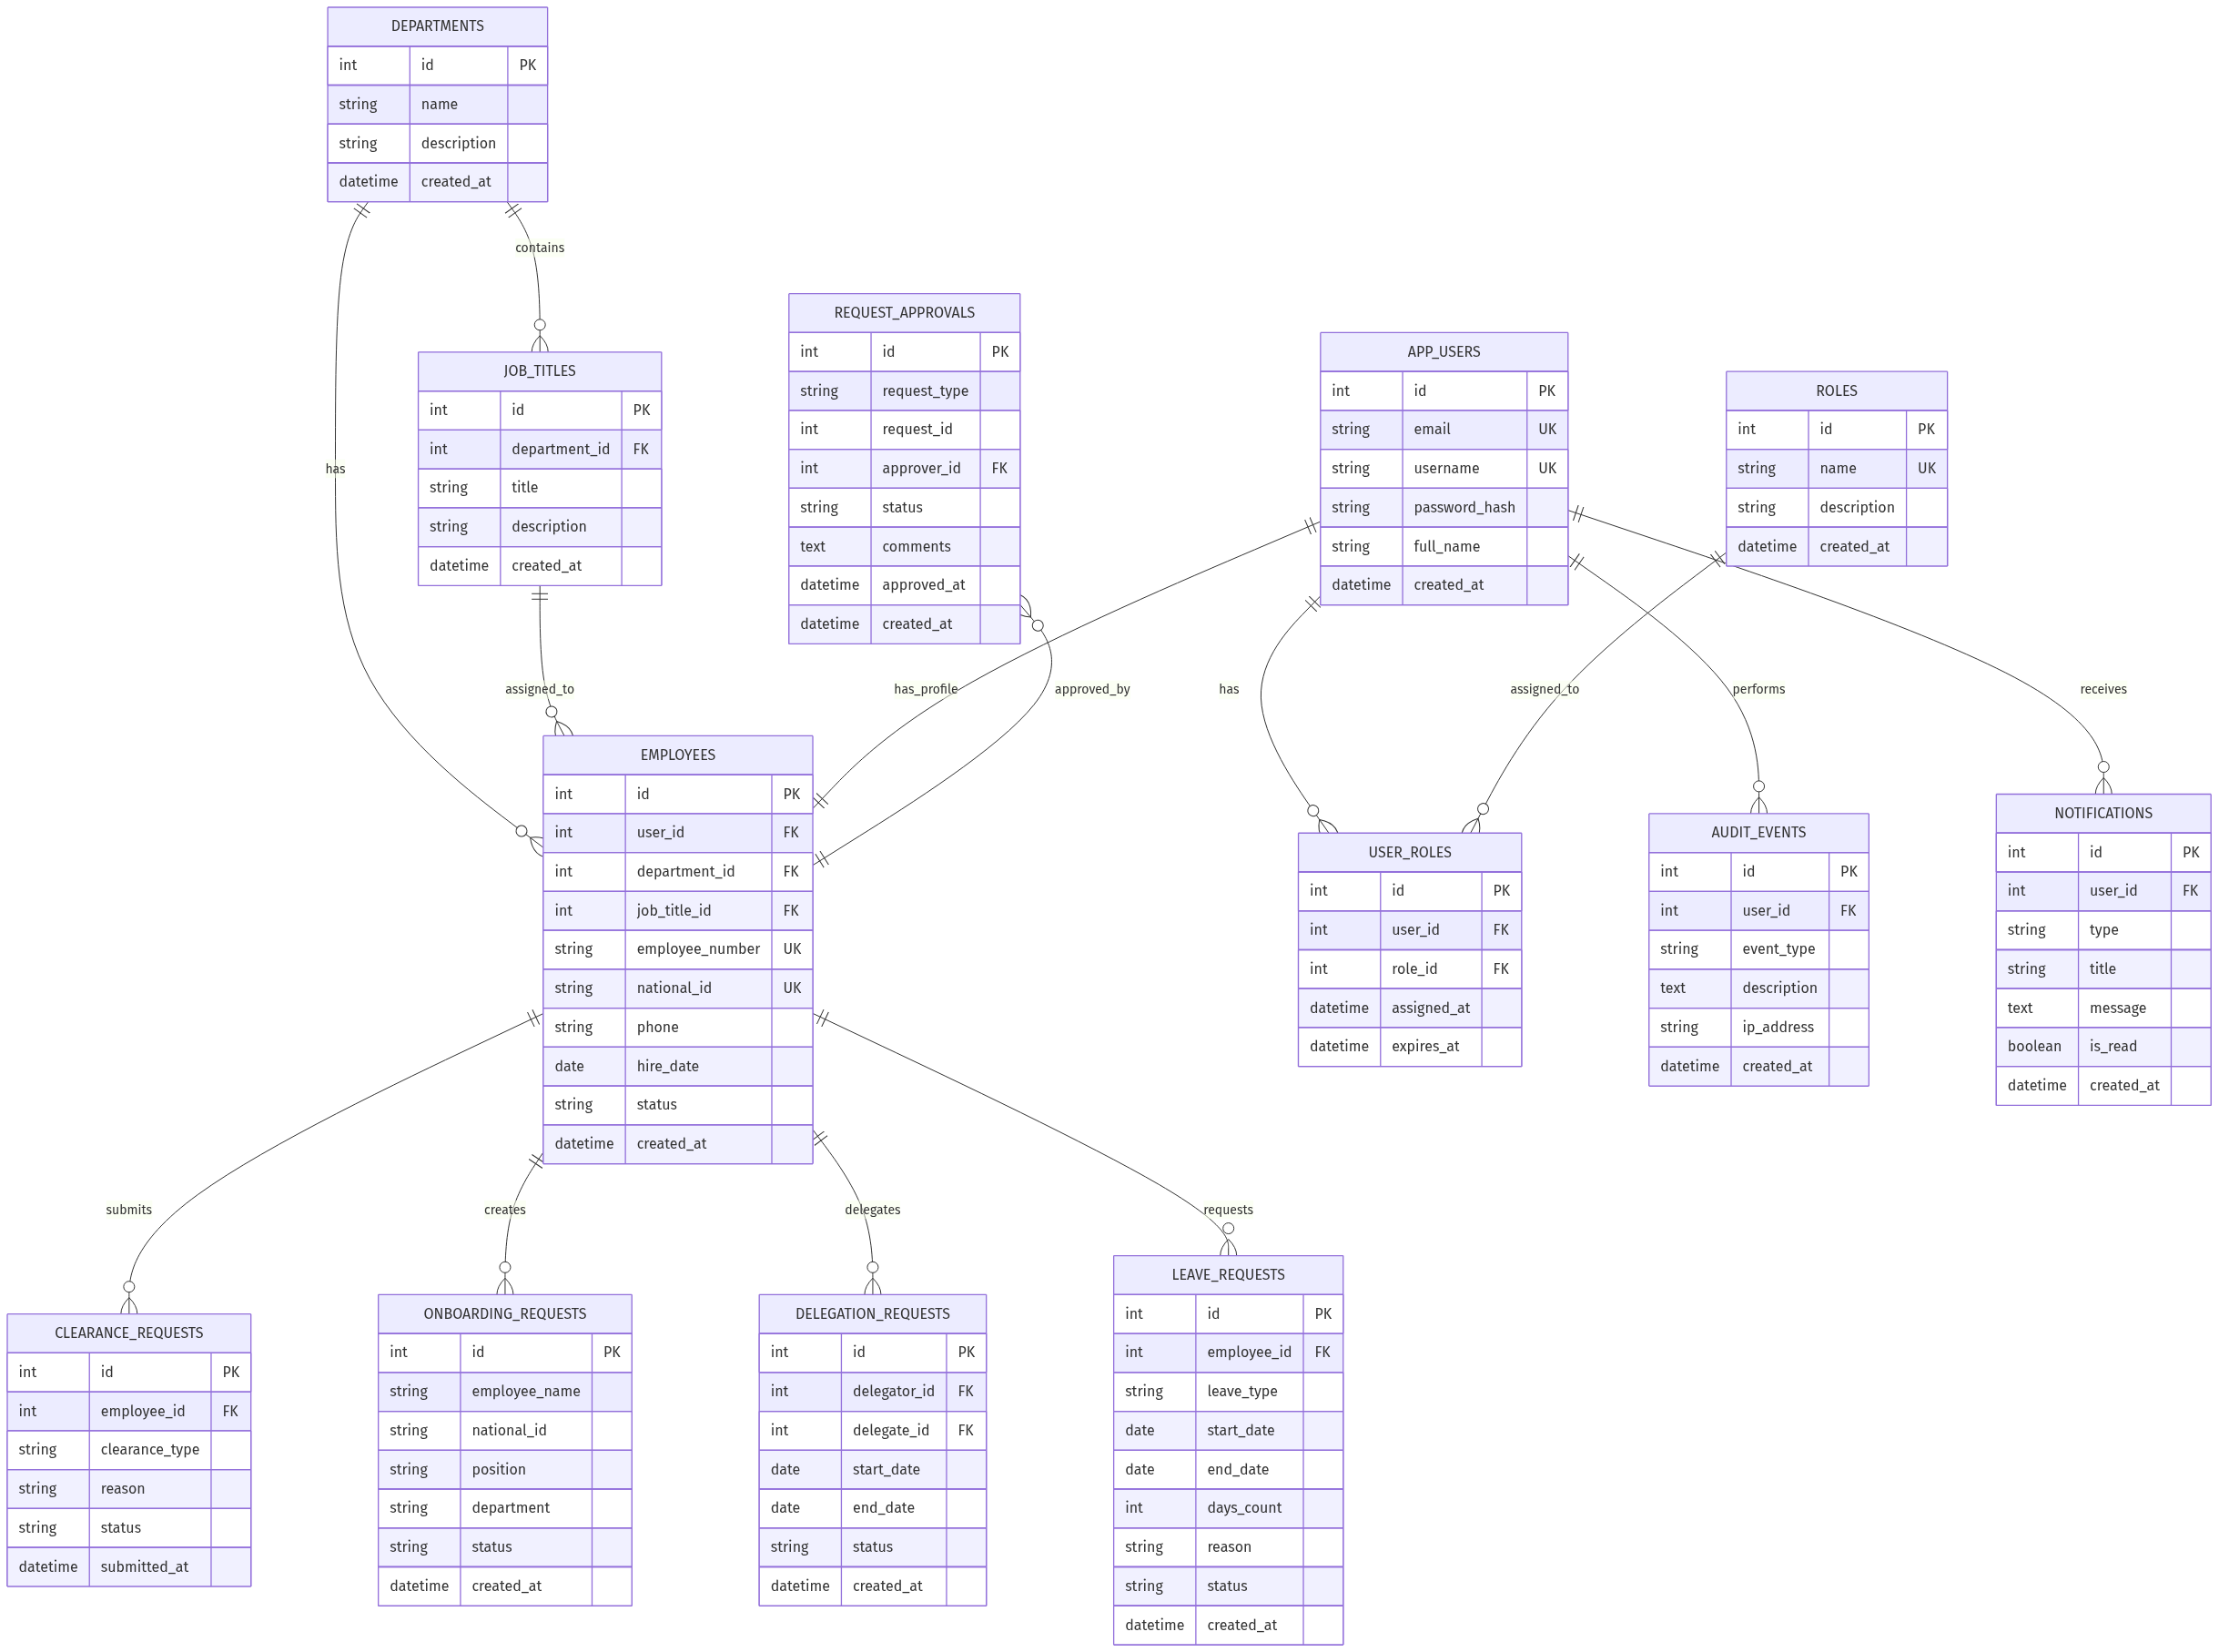 DEPARTMENTS
int id PK
string name
string description
datetime created_at
contains
has
JOB_TITLES
int id PK
int department_id FK
string title
string description
datetime created_at
assigned_to
REQUEST_APPROVALS
int id PK
string request_type
int request_id
int approver_id FK
string status
text comments
datetime approved_at
datetime created_at
APP_USERS
int id PK
string email UK
string username UK
string password_hash
string full_name
datetime created_at
ROLES
int id PK
string name UK
string description
datetime created_at
has_profile
approved_by
has
assigned_to
performs
receives
EMPLOYEES
int id PK
int user_id FK
int department_id FK
int job_title_id FK
string employee_number UK
string national_id UK
string phone
date hire_date
string status
datetime created_at
USER_ROLES
int id PK
int user_id FK
int role_id FK
datetime assigned_at
datetime expires_at
AUDIT_EVENTS
int id PK
int user_id FK
string event_type
text description
string ip_address
datetime created_at
NOTIFICATIONS
int id PK
int user_id FK
string type
string title
text message
boolean is_read
datetime created_at
submits
creates
delegates
requests
CLEARANCE_REQUESTS
int id PK
int employee_id FK
string clearance_type
string reason
string status
datetime submitted_at
ONBOARDING_REQUESTS
int id PK
string employee_name
string national_id
string position
string department
string status
datetime created_at
DELEGATION_REQUESTS
int id PK
int delegator_id FK
int delegate_id FK
date start_date
date end_date
string status
datetime created_at
LEAVE_REQUESTS
int id PK
int employee_id FK
string leave_type
date start_date
date end_date
int days_count
string reason
string status
datetime created_at